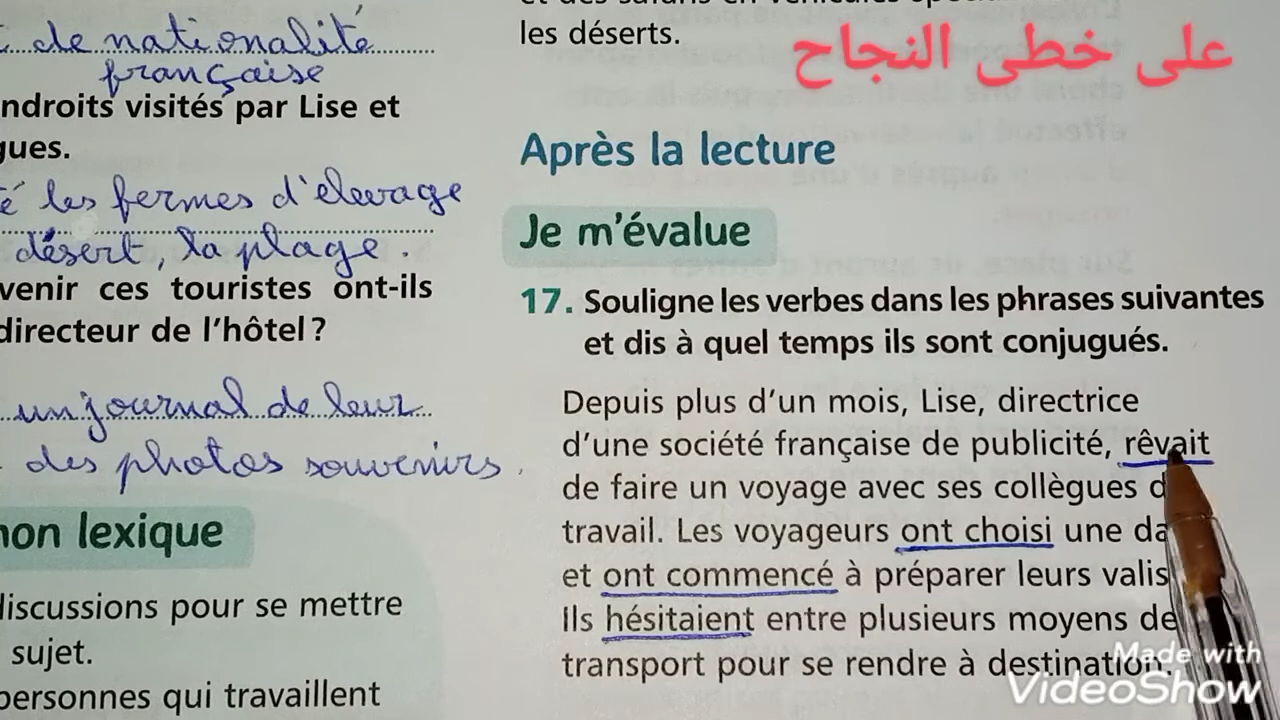 de nationalité
française
ndroits visités par Lise et
gues.
té les fermes d'elevage
désert, la plage.
venir ces touristes ont-ils
directeur de l'hôtel ?
un journal de leur
des photos souvenirs.
mon lexique
discussions pour se mettre
sujet.
personnes qui travaillent
les déserts.
على خطى النجاح
Après la lecture
Je m'évalue
17. Souligne les verbes dans les phrases suivantes
et dis à quel temps ils sont conjugués.
Depuis plus d'un mois, Lise, directrice
d'une société française de publicité, rêvait
de faire un voyage avec ses collègues d
travail. Les voyageurs ont choisi une da
et ont commencé à préparer leurs valis
Ils hésitaient entre plusieurs moyens de
transport pour se rendre à destination.
Made with
VideoShow